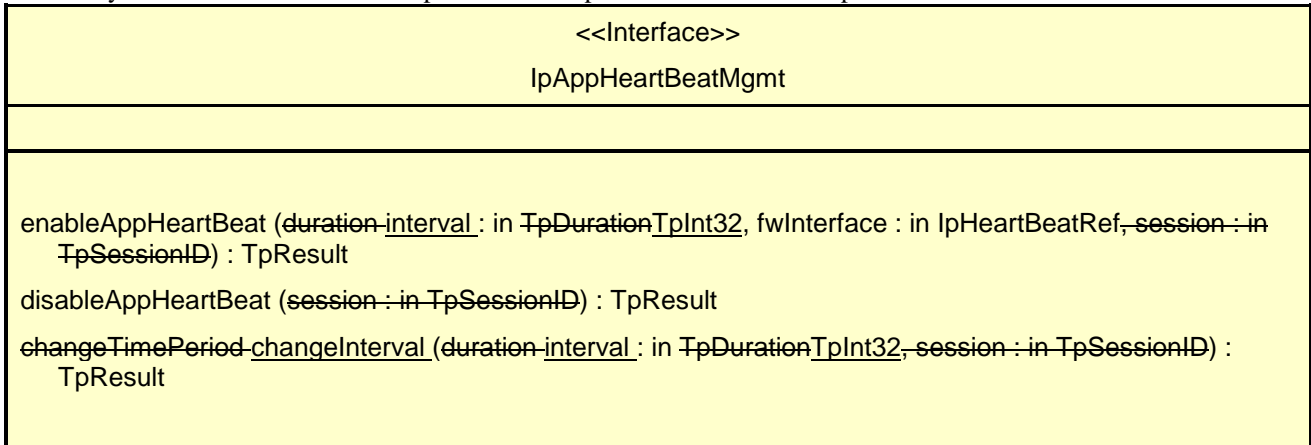 <<Interface>>
IpAppHeartBeatMgmt
enableAppHeartBeat (duration interval : in TpDurationTpInt32, fwInterface : in IpHeartBeatRef, session : in
TpSessionID) : TpResult
disableAppHeartBeat (session : in TpSessionID) : TpResult
changeTimePeriod changeInterval (duration interval : in TpDurationTpInt32, session : in TpSessionID) :
TpResult